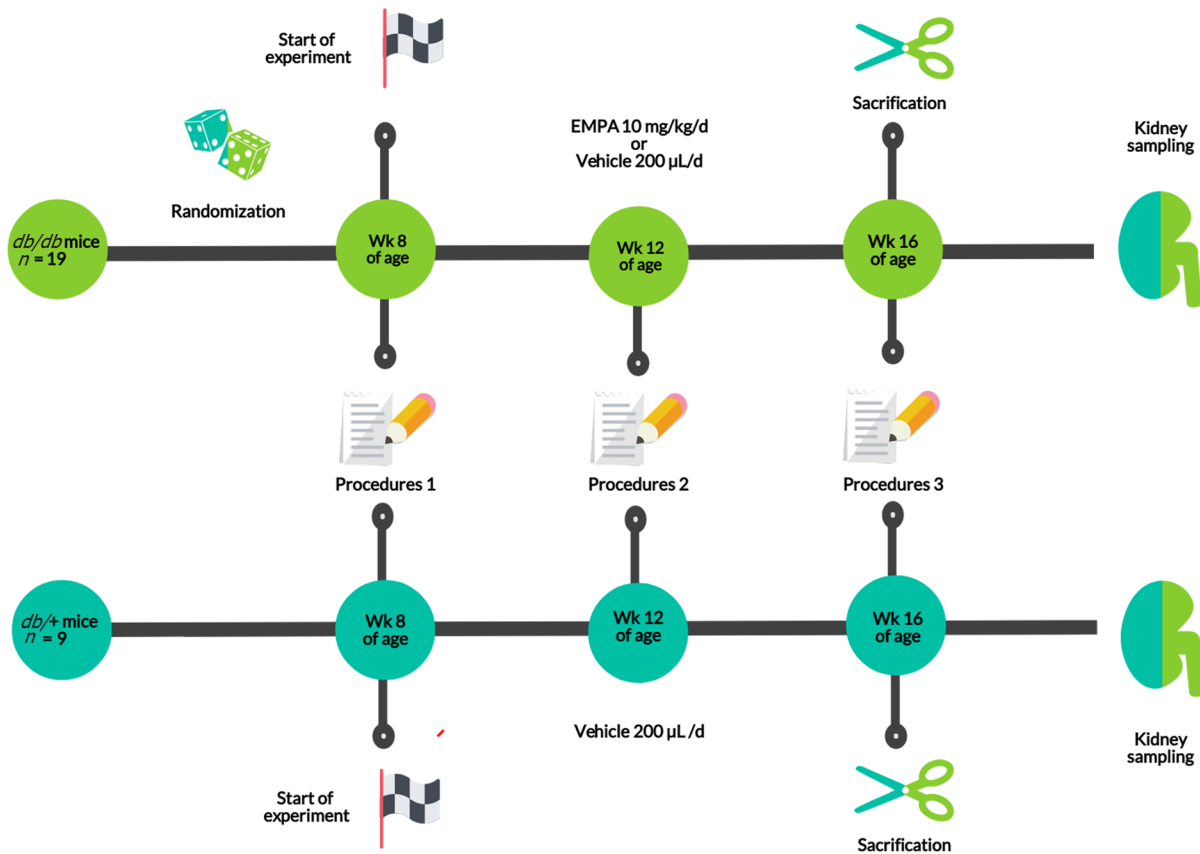 Start of
experiment
Sacrification
EMPA 10 mg/kg/d
or
Vehicle 200 µL/d
Kidney
sampling
Randomization
db/db mice
n = 19
Wk 8
of age
Wk 12
of age
Wk 16
of age
Procedures 1
Procedures 2
Procedures 3
db/+ mice
n = 9
Wk 8
of age
Wk 12
of age
Wk 16
of age
Vehicle 200 µL /d
Kidney
sampling
Start of
experiment
Sacrification